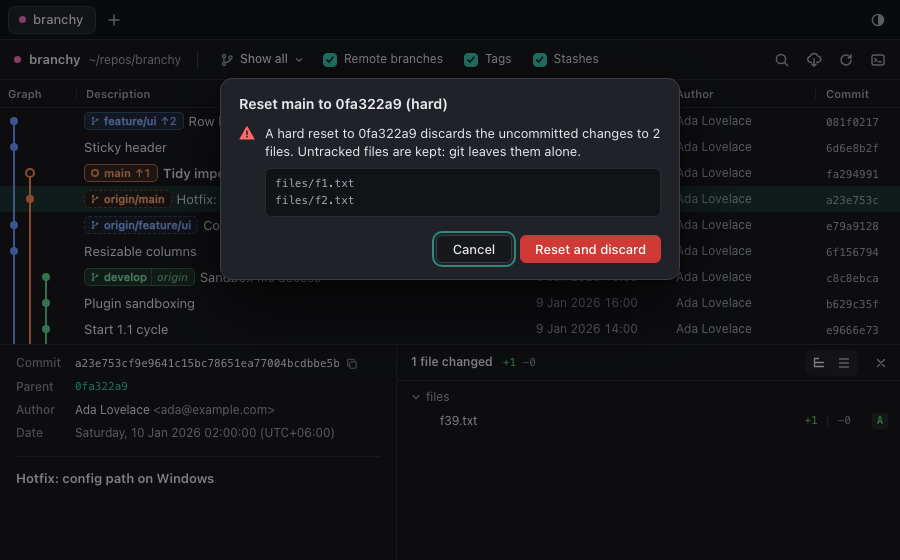 branchy
branchy ~/repos/branchy Show all Remote branches Tags Stashes
Graph Description Author Commit
feature/ui ↑2 Row Ada Lovelace 081f0217
Sticky header Ada Lovelace 6d6e8b2f
main ↑1 Tidy Ada Lovelace fa294991
origin/main Hotfix: Ada Lovelace a23e753c
origin/feature/ui Ada Lovelace e79a9128
Resizable columns Ada Lovelace 6f156794
develop origin Ada Lovelace c8c8ebca
Plugin sandboxing 9 Jan 2026 16:00 Ada Lovelace b629c35f
Start 1.1 cycle 9 Jan 2026 14:00 Ada Lovelace e9666e73
Reset main to 0fa322a9 (hard)
A hard reset to 0fa322a9 discards the uncommitted changes to 2
files. Untracked files are kept: git leaves them alone.
files/f1.txt
files/f2.txt
Cancel Reset and discard
Commit a23e753cf9e9641c15bc78651ea77004bcdbbe5b
Parent 0fa322a9
Author Ada Lovelace <ada@example.com>
Date Saturday, 10 Jan 2026 02:00:00 (UTC+06:00)
Hotfix: config path on Windows
1 file changed +1 −0
files
f39.txt +1 −0 A